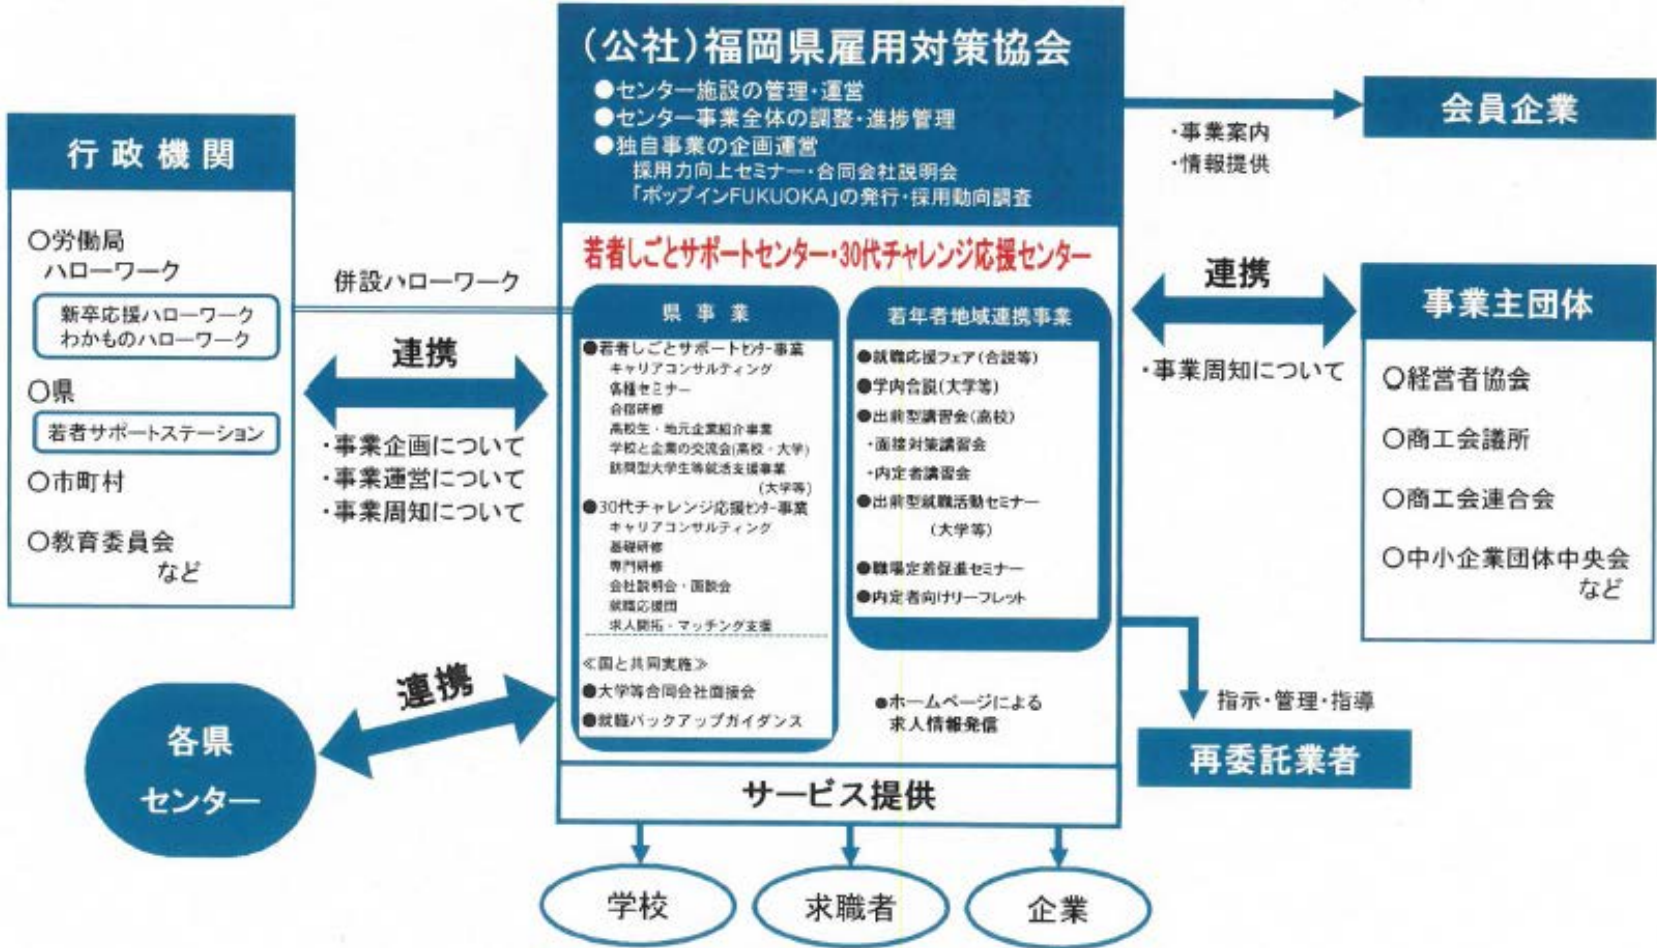 (公社)福岡県雇用対策協会
●センター施設の管理・運営
●センター事業全体の調整・進捗管理
●独自事業の企画運営
採用力向上セミナー・合同会社説明会
「ポップインFUKUOKA」の発行・採用動向調査
会員企業
・事業案内
・情報提供
行政機関
○労働局
ハローワーク
新卒応援ハローワーク
わかものハローワーク
○県
若者サポートステーション
○市町村
○教育委員会
など
併設ハローワーク
連携
・事業企画について
・事業運営について
・事業周知について
若者しごとサポートセンター・30代チャレンジ応援センター
県事業
●若者しごとサポートセンター事業
キャリアコンサルティング
各種セミナー
合宿研修
高校生・地元企業紹介事業
学校と企業の交流会(高校・大学)
訪問型大学生等就活支援事業
(大学等)
●30代チャレンジ応援センター事業
キャリアコンサルティング
基礎研修
専門研修
会社説明会・面談会
就職応援団
求人開拓・マッチング支援
≪国と共同実施≫
●大学等合同会社面接会
●就職バックアップガイダンス
若年者地域連携事業
●就職応援フェア(合説等)
●学内合説(大学等)
●出前型講習会(高校)
・面接対策講習会
・内定者講習会
●出前型就職活動セミナー
(大学等)
●職場定着促進セミナー
●内定者向けリーフレット
●ホームページによる
求人情報発信
連携
・事業周知について
事業主団体
○経営者協会
○商工会議所
○商工会連合会
○中小企業団体中央会
など
指示・管理・指導
再委託業者
連携
各県
センター
サービス提供
学校
求職者
企業